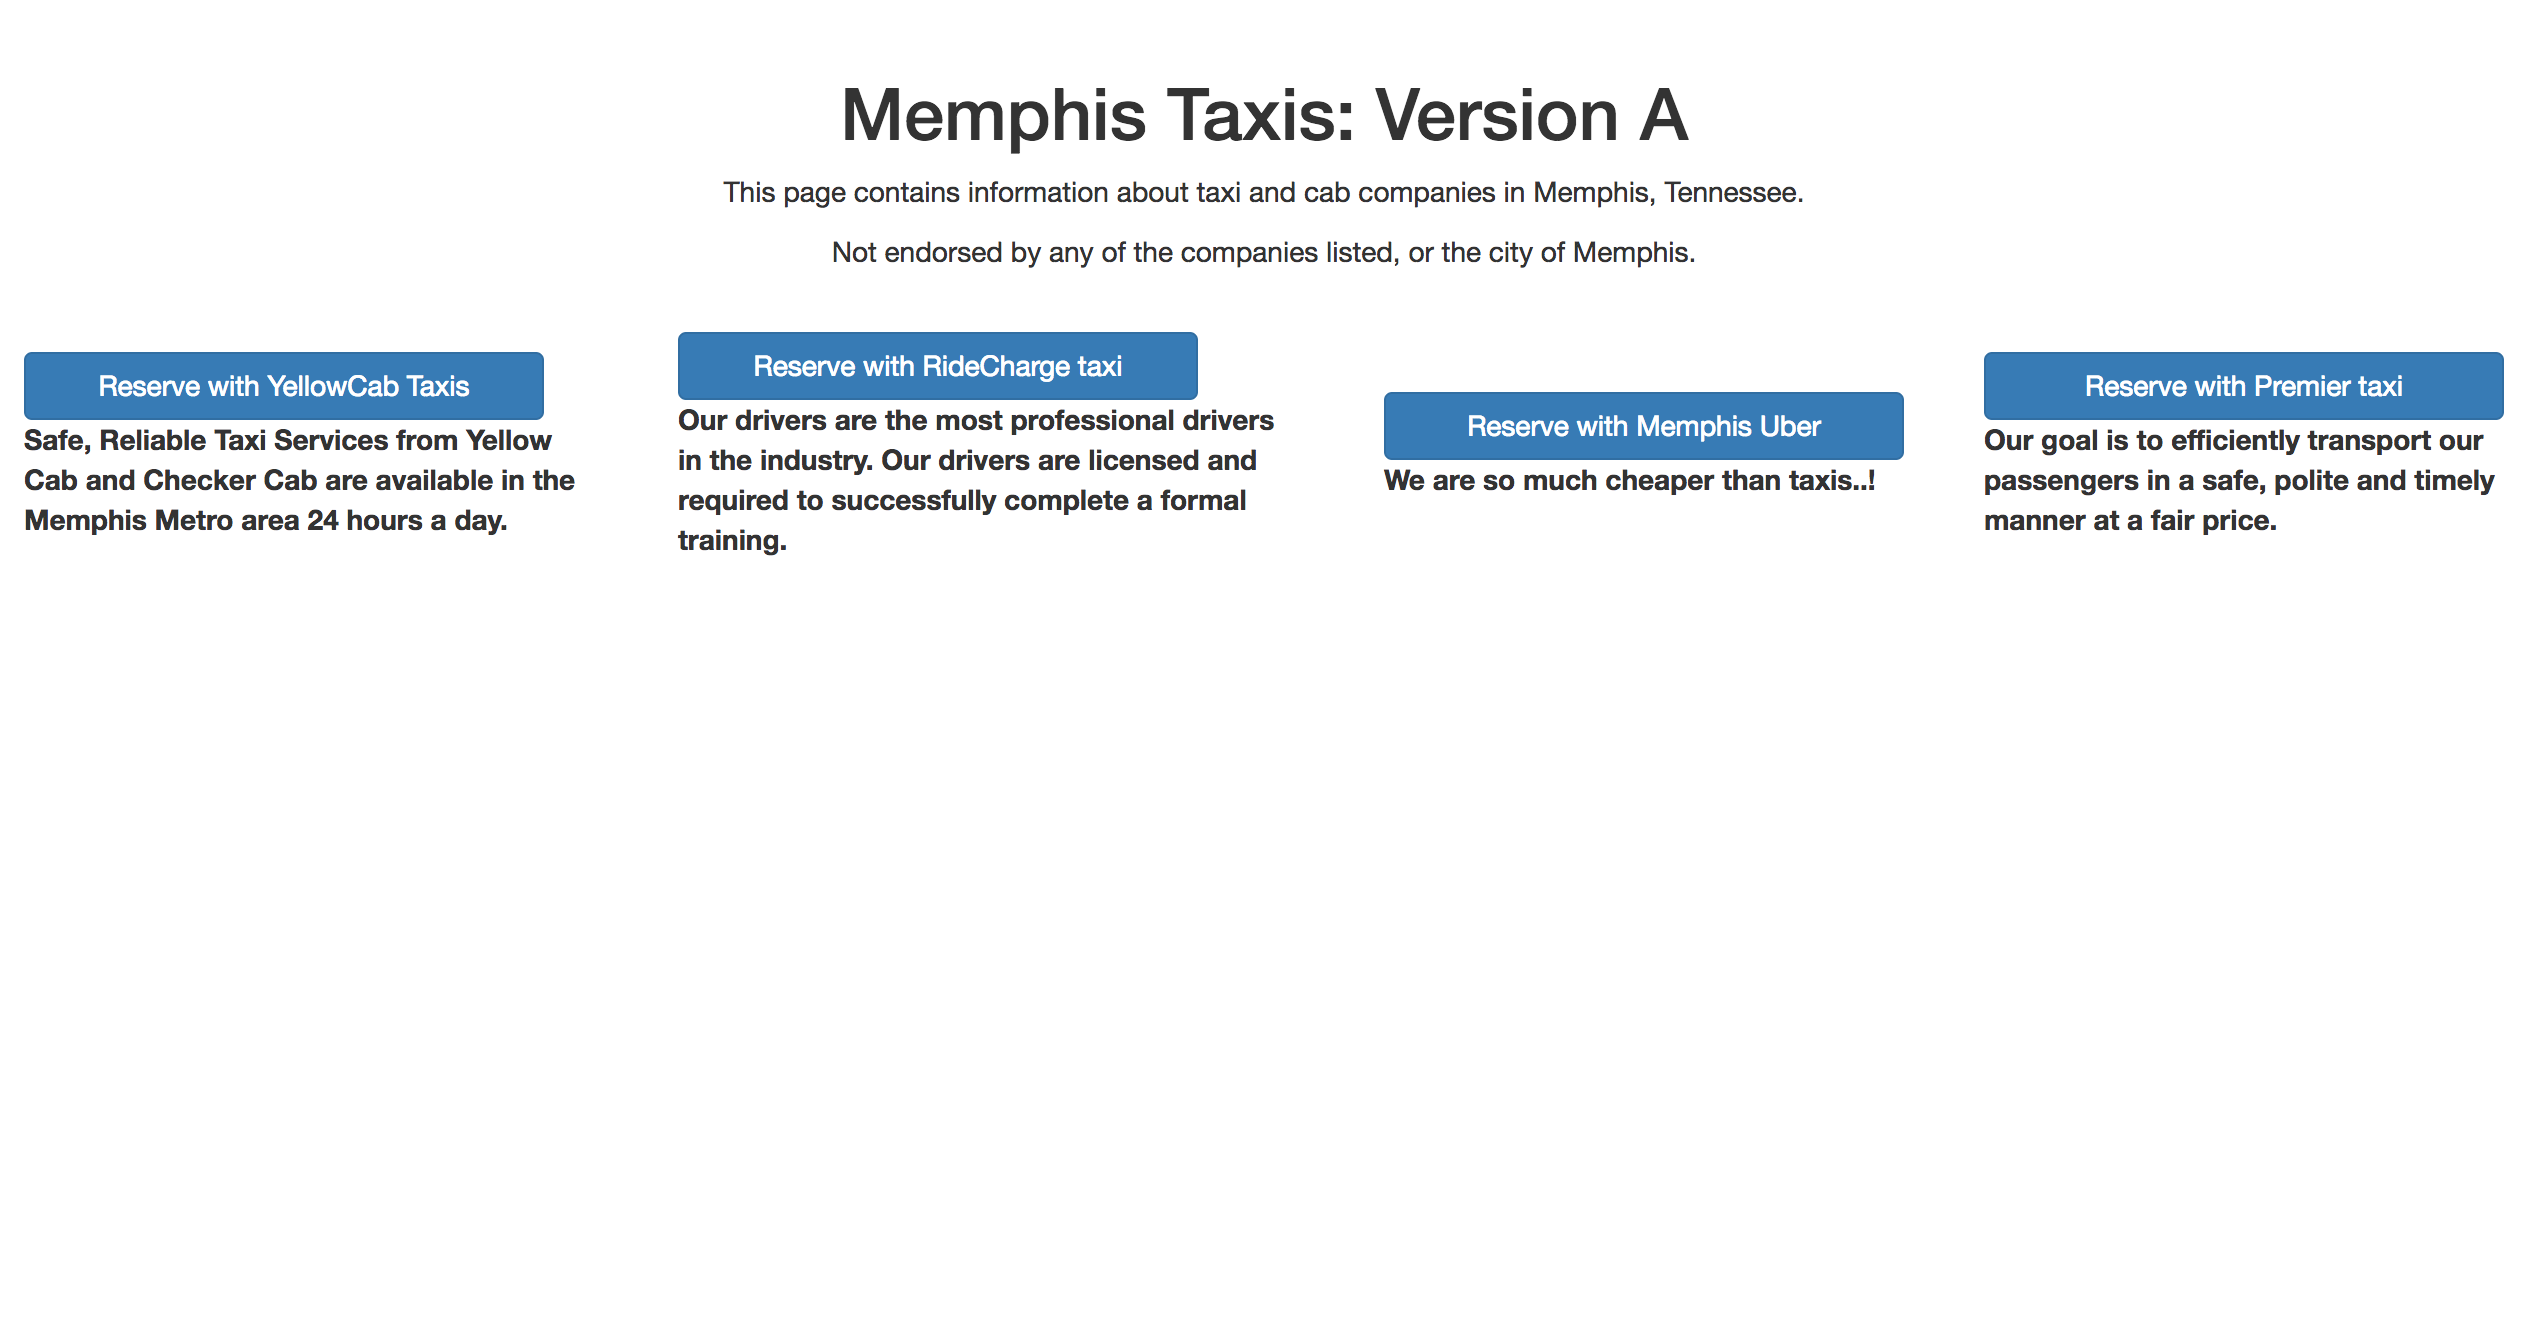 Memphis Taxis: Version A
This page contains information about taxi and cab companies in Memphis, Tennessee.
Not endorsed by any of the companies listed, or the city of Memphis.
Reserve with YellowCab Taxis
Safe, Reliable Taxi Services from Yellow
Cab and Checker Cab are available in the
Memphis Metro area 24 hours a day.
Reserve with RideCharge taxi
Our drivers are the most professional drivers
in the industry. Our drivers are licensed and
required to successfully complete a formal
training.
Reserve with Memphis Uber
We are so much cheaper than taxis..!
Reserve with Premier taxi
Our goal is to efficiently transport our
passengers in a safe, polite and timely
manner at a fair price.